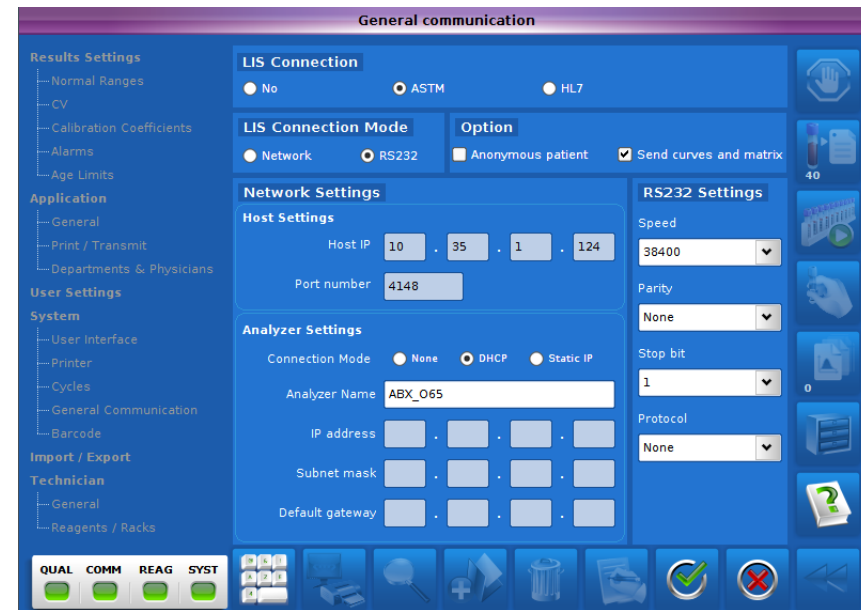 General communication
Results Settings
Normal Ranges
CV
Calibration Coefficients
Alarms
Age Limits
Application
General
Print / Transmit
Departments & Physicians
User Settings
System
User Interface
Printer
Cycles
General Communication
Barcode
Import / Export
Technician
General
Reagents / Racks
QUAL COMM REAG SYST
LIS Connection
No ASTM HL7
LIS Connection Mode
Network RS232
Option
Anonymous patient Send curves and matrix
Network Settings
Host Settings
Host IP 10 . 35 . 1 . 124
Port number 4148
Analyzer Settings
Connection Mode None DHCP Static IP
Analyzer Name ABX_O65
IP address . . .
Subnet mask . . .
Default gateway . . .
RS232 Settings
Speed
38400
Parity
None
Stop bit
1
Protocol
None
40
0